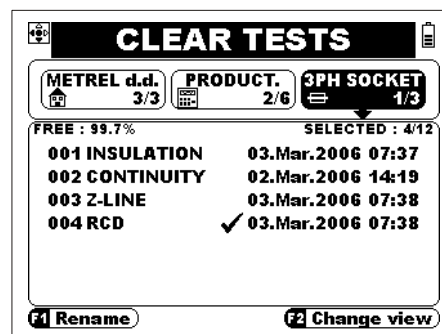 CLEAR TESTS
METREL d.d. PRODUCT. 3PH SOCKET
3/3 2/6 1/3
FREE : 99.7% SELECTED : 4/12
001 INSULATION 03.Mar.2006 07:37
002 CONTINUITY 02.Mar.2006 14:19
003 Z-LINE 03.Mar.2006 07:38
004 RCD 03.Mar.2006 07:38
F1 Rename F2 Change view